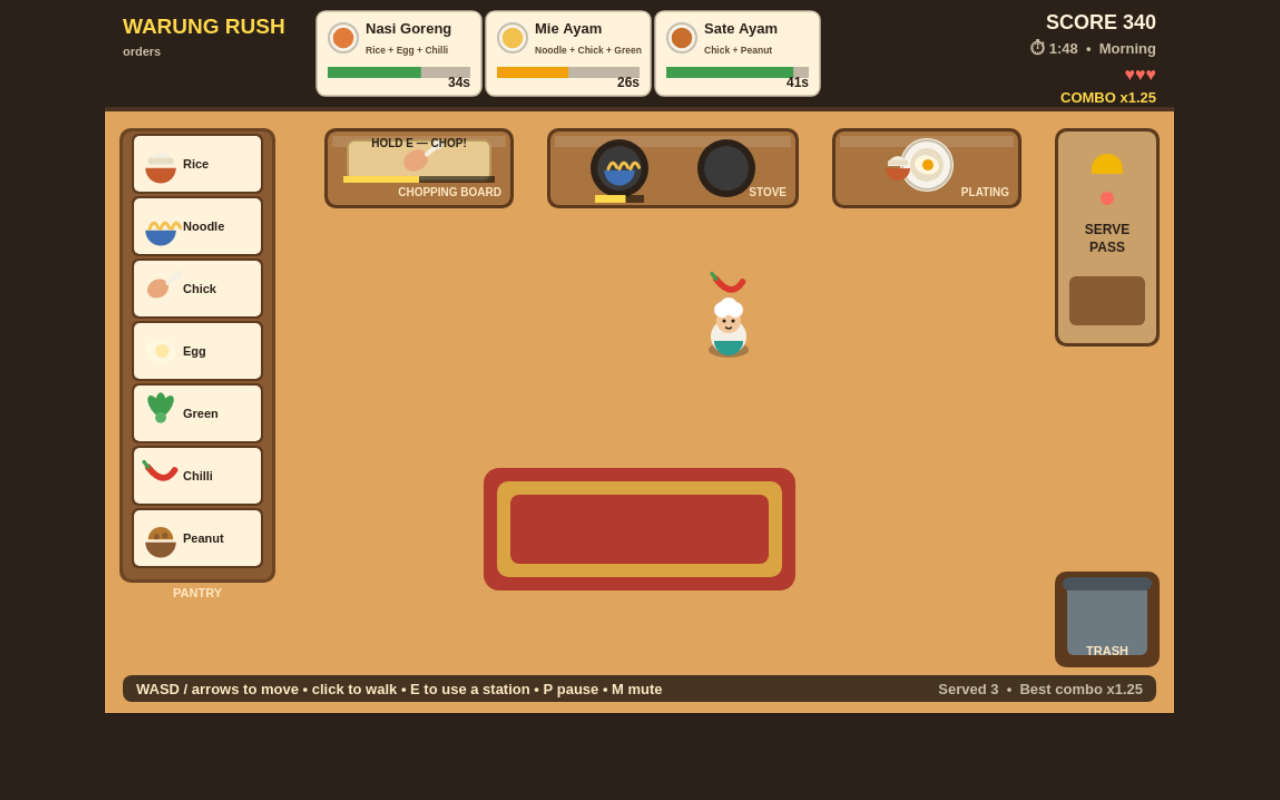 WARUNG RUSH
orders
Nasi Goreng
Rice + Egg + Chilli
34s
Mie Ayam
Noodle + Chick + Green
26s
Sate Ayam
Chick + Peanut
41s
SCORE 340
⏱ 1:48 • Morning
♥♥♥
COMBO x1.25
Rice
Noodle
Chick
Egg
Green
Chilli
Peanut
PANTRY
HOLD E — CHOP!
CHOPPING BOARD
STOVE
PLATING
SERVE
PASS
TRASH
WASD / arrows to move • click to walk • E to use a station • P pause • M mute
Served 3 • Best combo x1.25